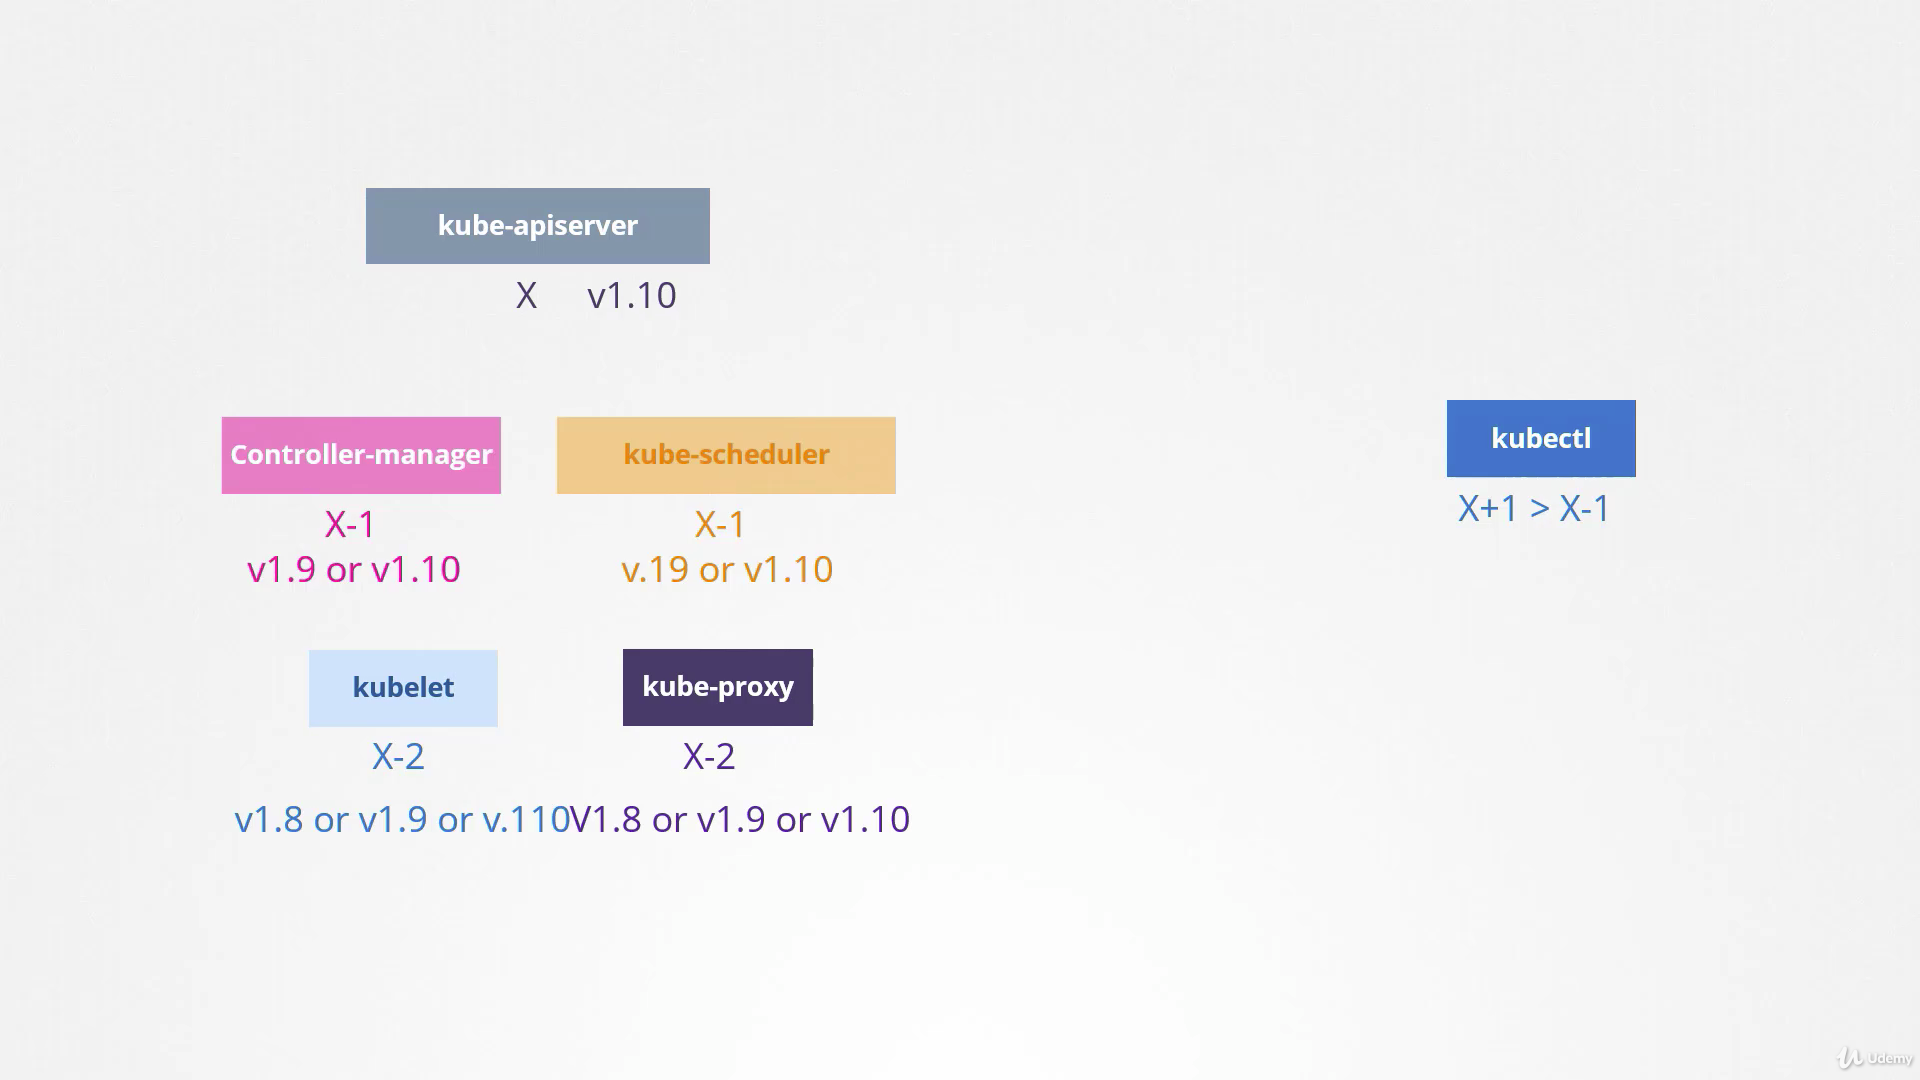 kube-apiserver
X v1.10
Controller-manager
kube-scheduler
X-1
X-1
v1.9 or v1.10
v.19 or v1.10
kubectl
X+1 > X-1
kubelet
kube-proxy
X-2
X-2
v1.8 or v1.9 or v.110
V1.8 or v1.9 or v1.10
Udemy